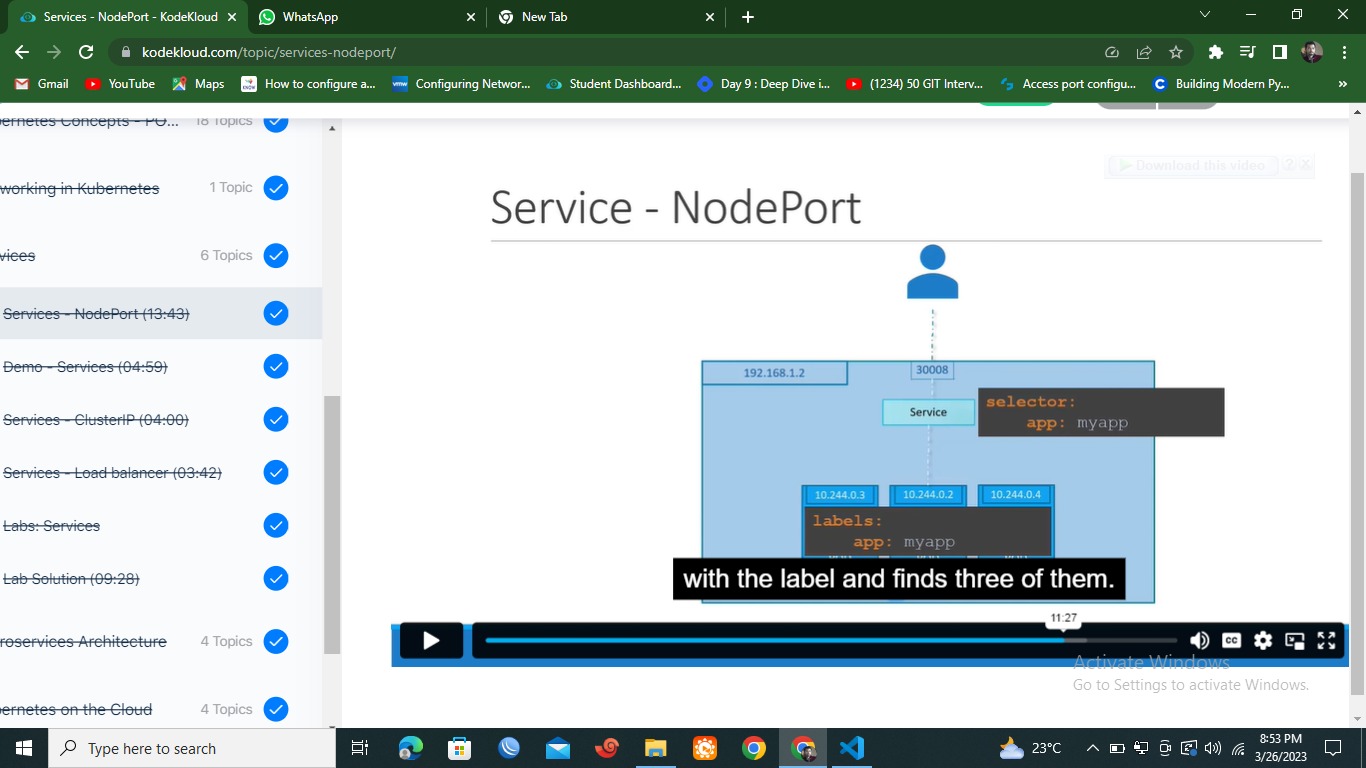 Services - NodePort - KodeKloud
WhatsApp
New Tab
kodekloud.com/topic/services-nodeport/
Gmail
YouTube
Maps
How to configure a...
Configuring Networ...
Student Dashboard...
Day 9 : Deep Dive i...
(1234) 50 GIT Interv...
Access port configu...
Building Modern Py...
»
ernetes Concepts - PO... 18 Topics
working in Kubernetes 1 Topic
vices 6 Topics
Services - NodePort (13:43)
Demo - Services (04:59)
Services - ClusterIP (04:00)
Services - Load balancer (03:42)
Labs: Services
Lab Solution (09:28)
roservices Architecture 4 Topics
ernetes on the Cloud 4 Topics
Download this video ? X
Service - NodePort
192.168.1.2
30008
Service
selector:
app: myapp
10.244.0.3 10.244.0.2 10.244.0.4
labels:
app: myapp
with the label and finds three of them.
11:27
CC
Activate Windows
Go to Settings to activate Windows.
Type here to search
23°C
8:53 PM
3/26/2023